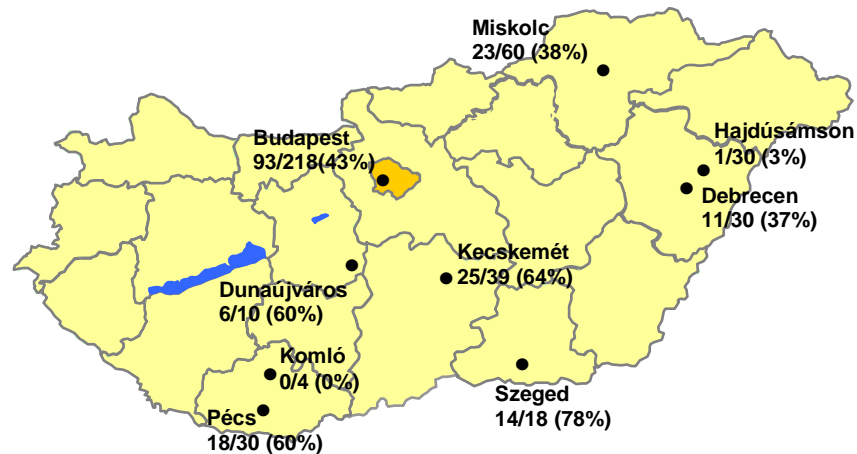 Miskolc
23/60 (38%)
Hajdúsámson
1/30 (3%)
Budapest
93/218(43%)
Debrecen
11/30 (37%)
Kecskemét
25/39 (64%)
Dunaújváros
6/10 (60%)
Komló
0/4 (0%)
Szeged
14/18 (78%)
Pécs
18/30 (60%)